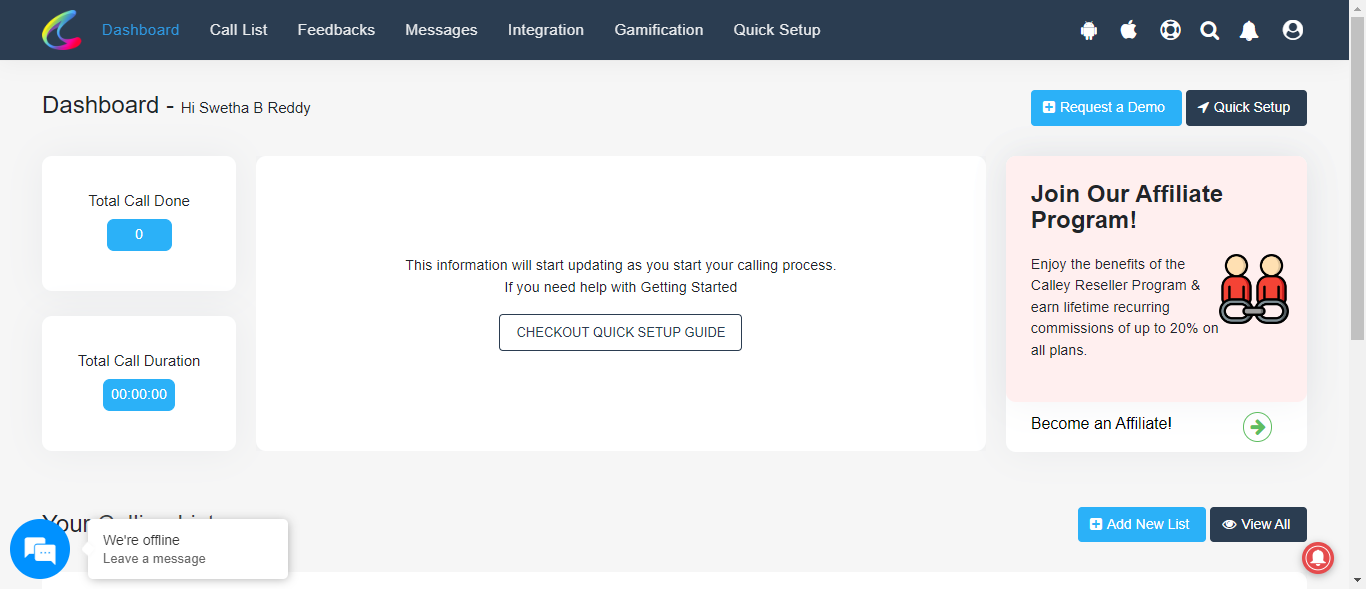 Dashboard Call List Feedbacks Messages Integration Gamification Quick Setup
Dashboard - Hi Swetha B Reddy
Request a Demo
Quick Setup
Total Call Done
0
Total Call Duration
00:00:00
This information will start updating as you start your calling process.
If you need help with Getting Started
CHECKOUT QUICK SETUP GUIDE
Join Our Affiliate
Program!
Enjoy the benefits of the
Calley Reseller Program &
earn lifetime recurring
commissions of up to 20% on
all plans.
Become an Affiliate!
Your
Add New List
View All
We're offline
Leave a message